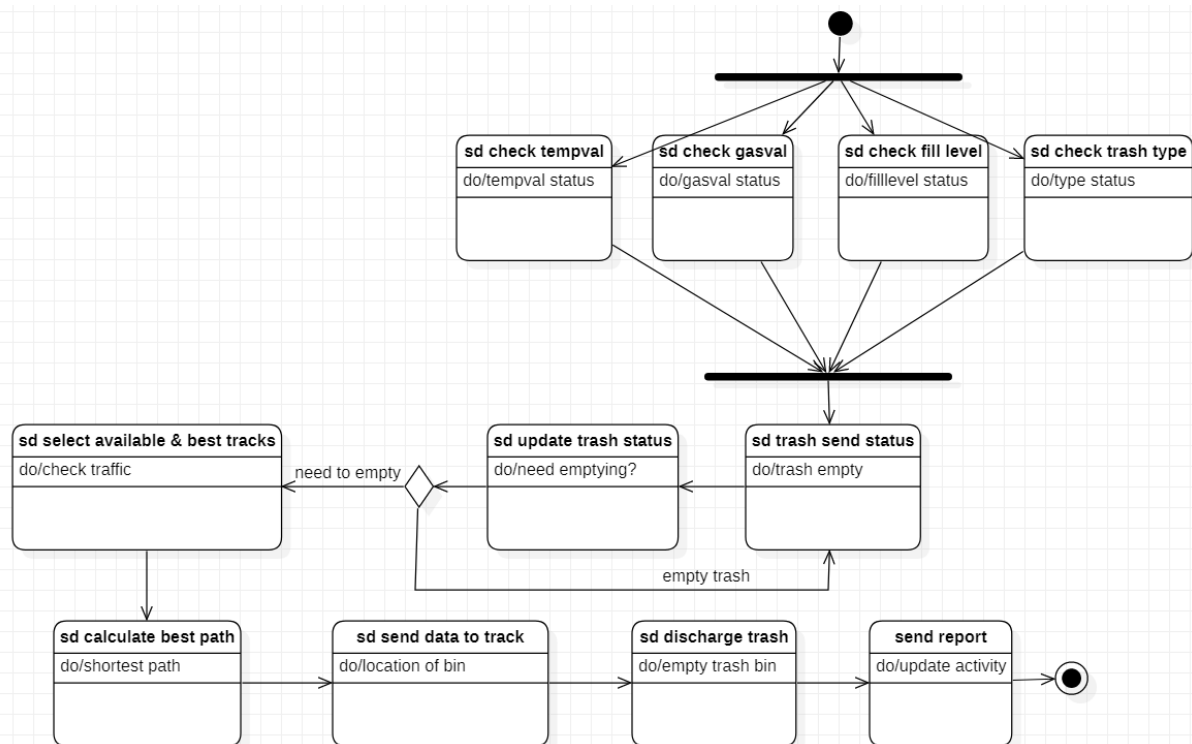 sd check tempval
do/tempval status
sd check gasval
do/gasval status
sd check fill level
do/filllevel status
sd check trash type
do/type status
sd select available & best tracks
do/check traffic
need to empty
sd update trash status
do/need emptying?
sd trash send status
do/trash empty
empty trash
sd calculate best path
do/shortest path
sd send data to track
do/location of bin
sd discharge trash
do/empty trash bin
send report
do/update activity